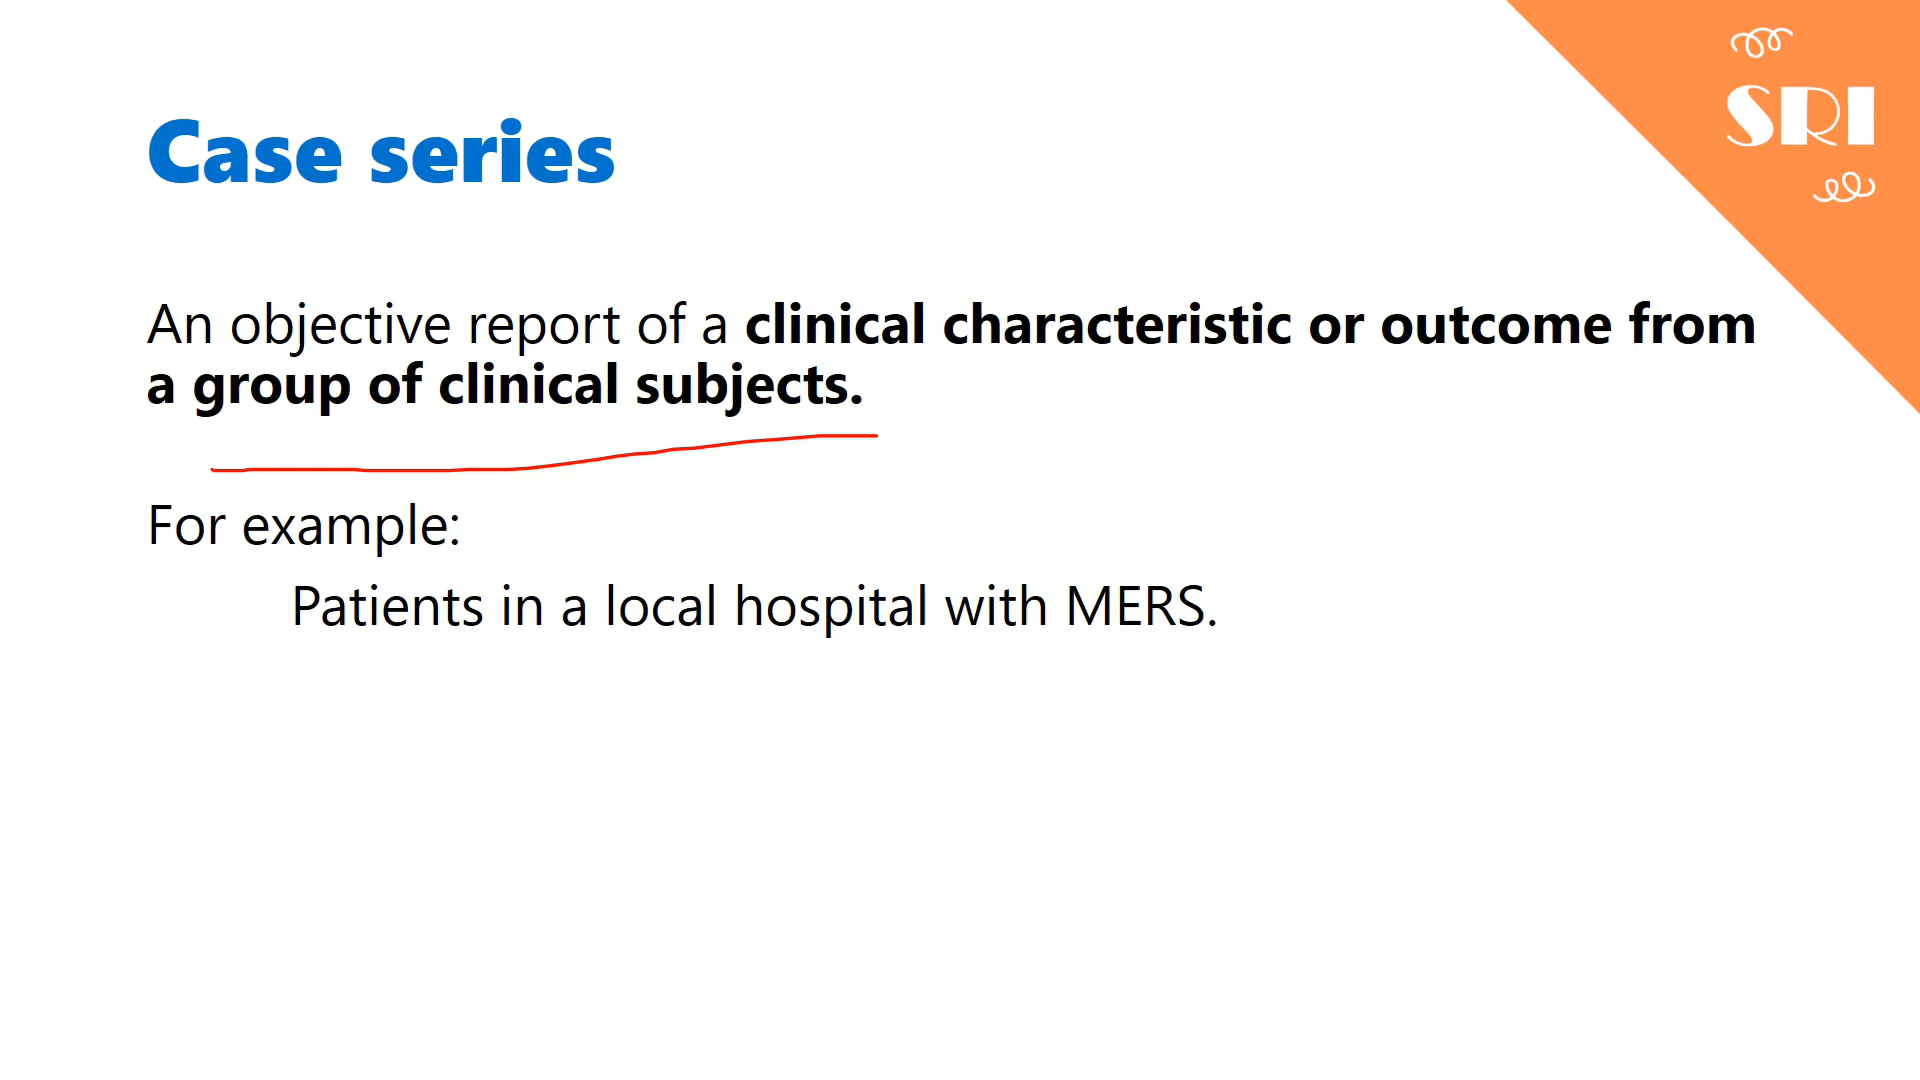 SRI
Case series
An objective report of a clinical characteristic or outcome from
a group of clinical subjects.
For example:
Patients in a local hospital with MERS.